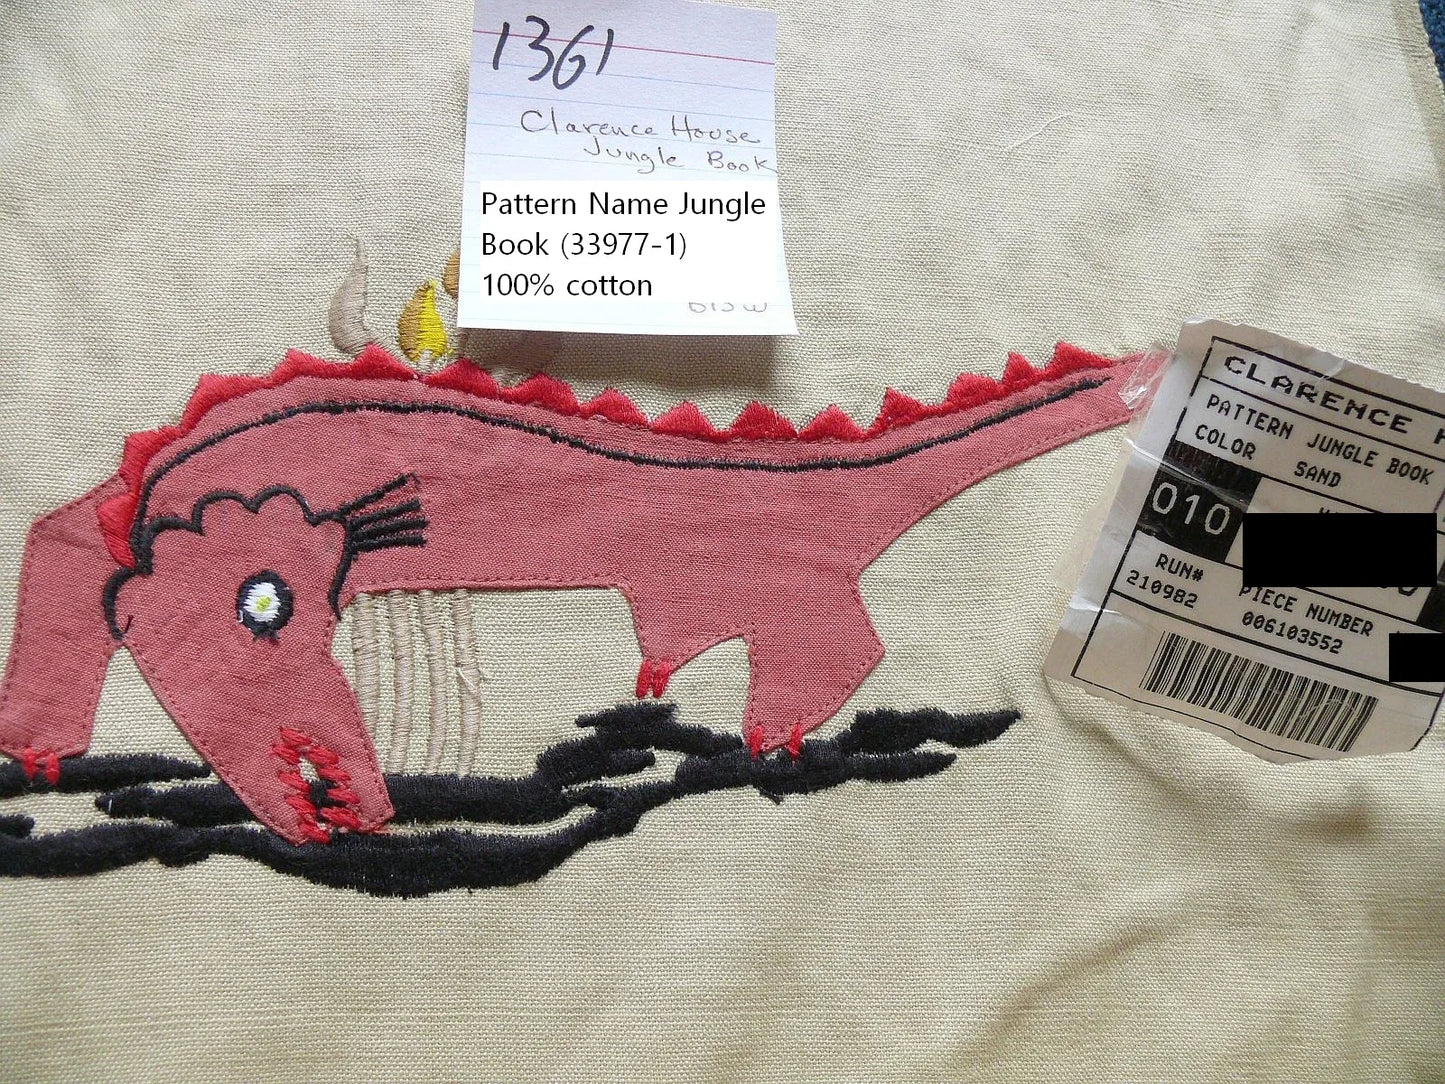 1361
Clarence House
Jungle Book
Pattern Name Jungle
Book (33977-1)
100% cotton
CLARENCE
PATTERN JUNGLE BOOK
COLOR SAND
010
RUN#
210982
PIECE NUMBER
006103552